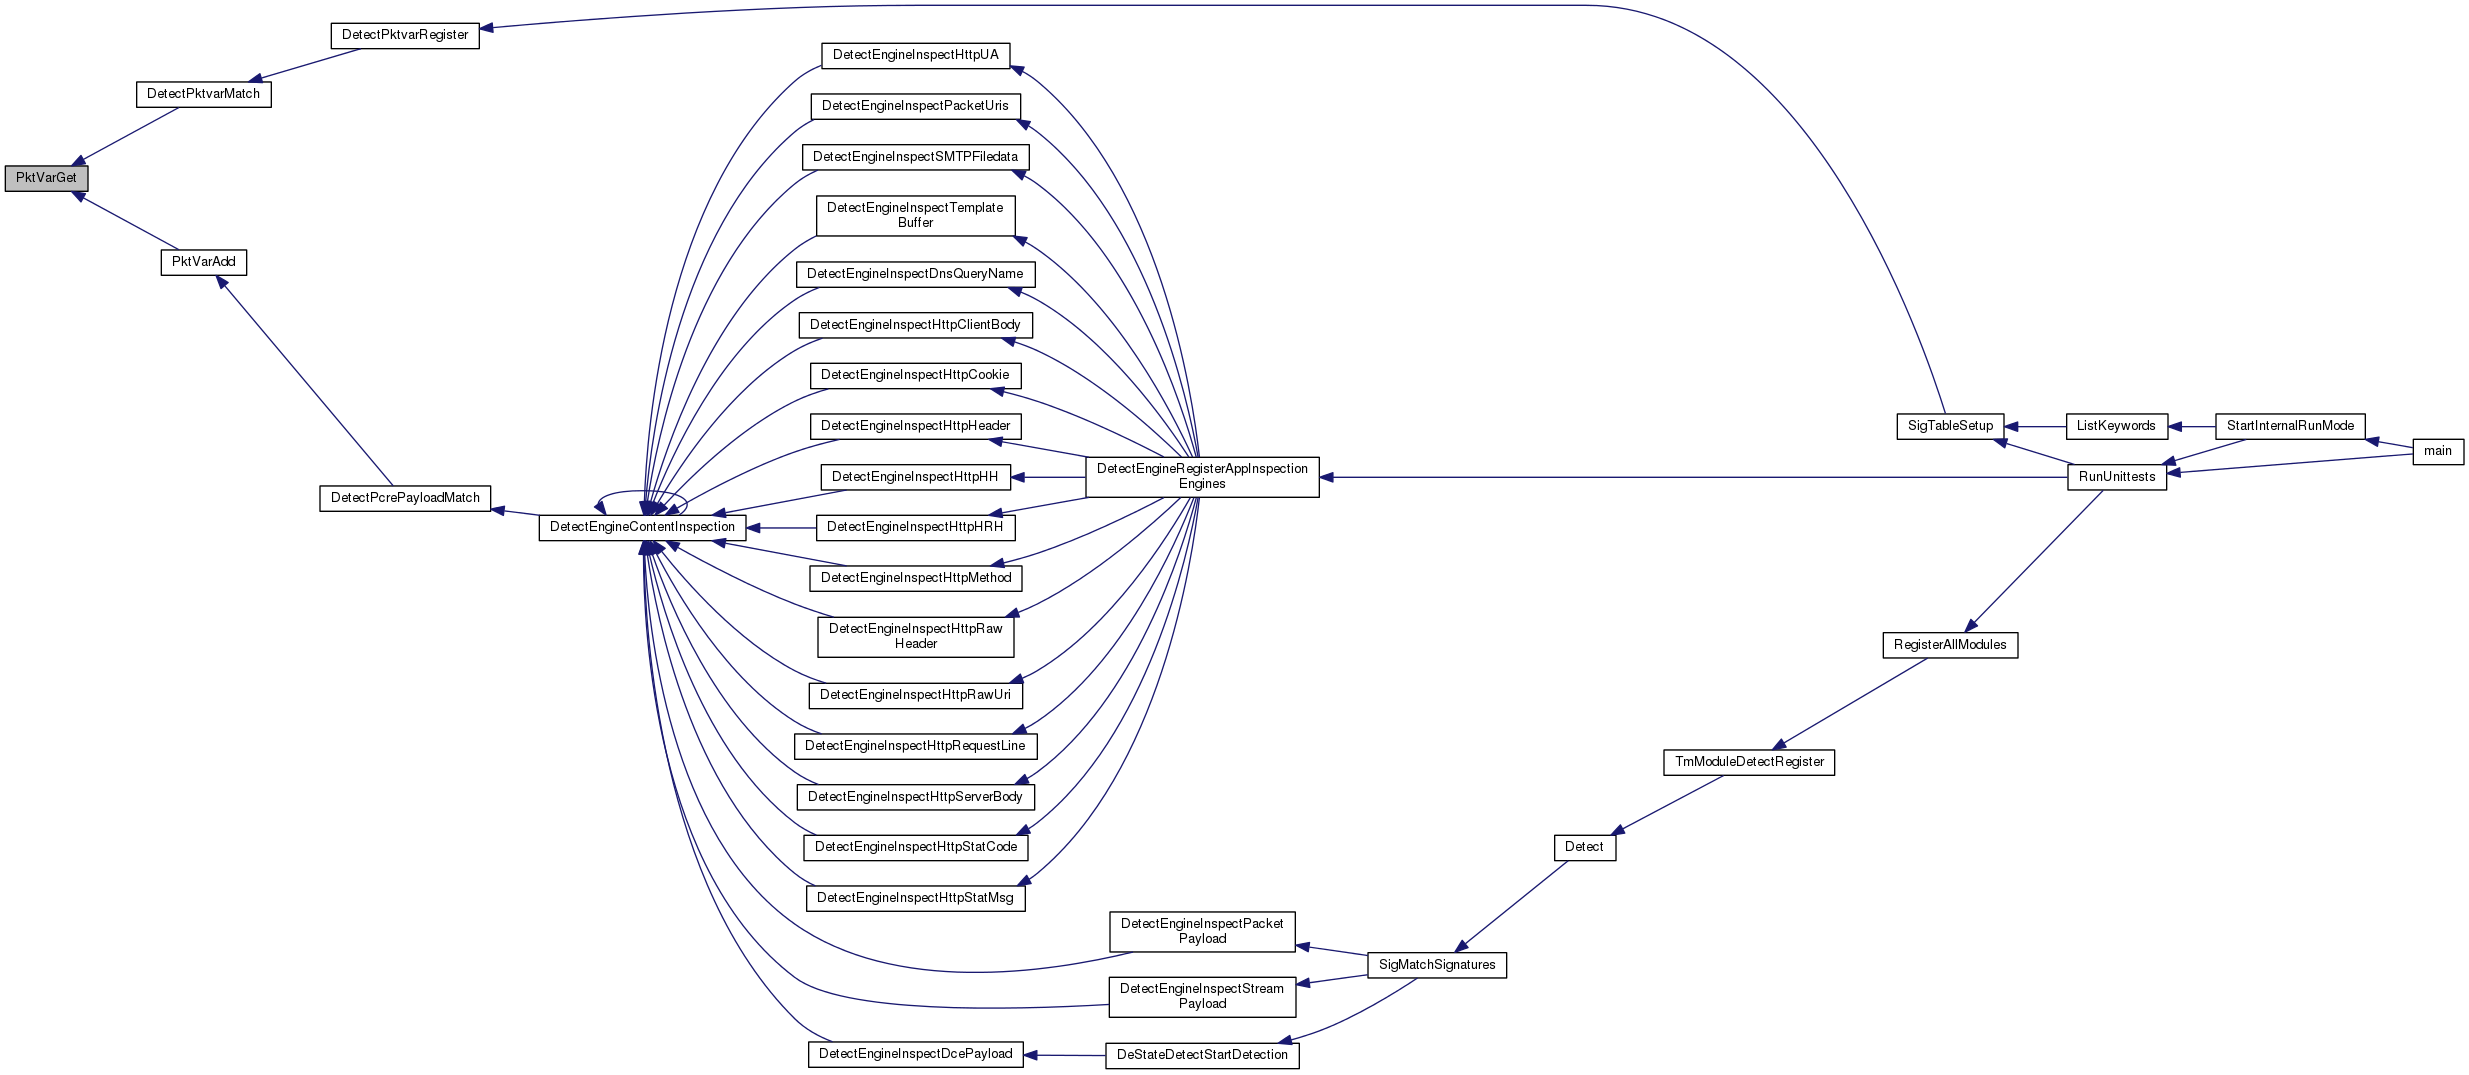 PktVarGet
DetectPktvarMatch
DetectPktvarRegister
PktVarAdd
DetectPcrePayloadMatch
DetectEngineContentInspection
DetectEngineInspectHttpUA
DetectEngineInspectPacketUris
DetectEngineInspectSMTPFiledata
DetectEngineInspectTemplate
Buffer
DetectEngineInspectDnsQueryName
DetectEngineInspectHttpClientBody
DetectEngineInspectHttpCookie
DetectEngineInspectHttpHeader
DetectEngineInspectHttpHH
DetectEngineInspectHttpHRH
DetectEngineInspectHttpMethod
DetectEngineInspectHttpRaw
Header
DetectEngineInspectHttpRawUri
DetectEngineInspectHttpRequestLine
DetectEngineInspectHttpServerBody
DetectEngineInspectHttpStatCode
DetectEngineInspectHttpStatMsg
DetectEngineInspectDcePayload
DetectEngineRegisterAppInspection
Engines
DetectEngineInspectPacket
Payload
DetectEngineInspectStream
Payload
DeStateDetectStartDetection
SigMatchSignatures
Detect
TmModuleDetectRegister
RegisterAllModules
SigTableSetup
ListKeywords
RunUnittests
StartInternalRunMode
main